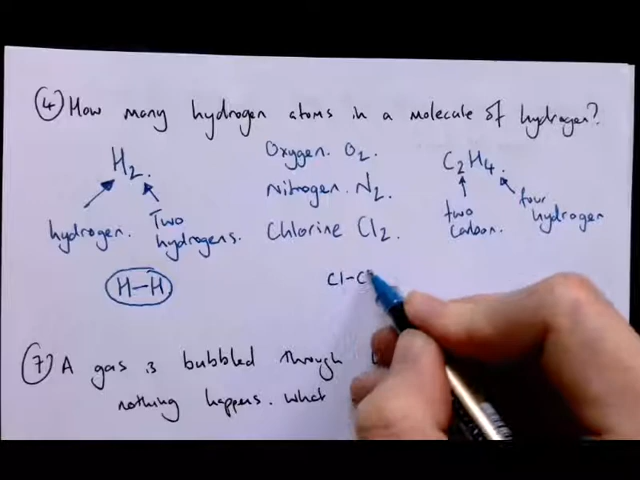 ④ How many hydrogen atoms in a molecule of hydrogen?
H₂.
hydrogen.
Two
hydrogens.
H-H
Oxygen. O₂.
Nitrogen. N₂.
Chlorine Cl₂.
Cl-C
C₂H₄.
two
carbon.
four
hydrogen
⑦ A gas is bubbled through
nothing happens. what